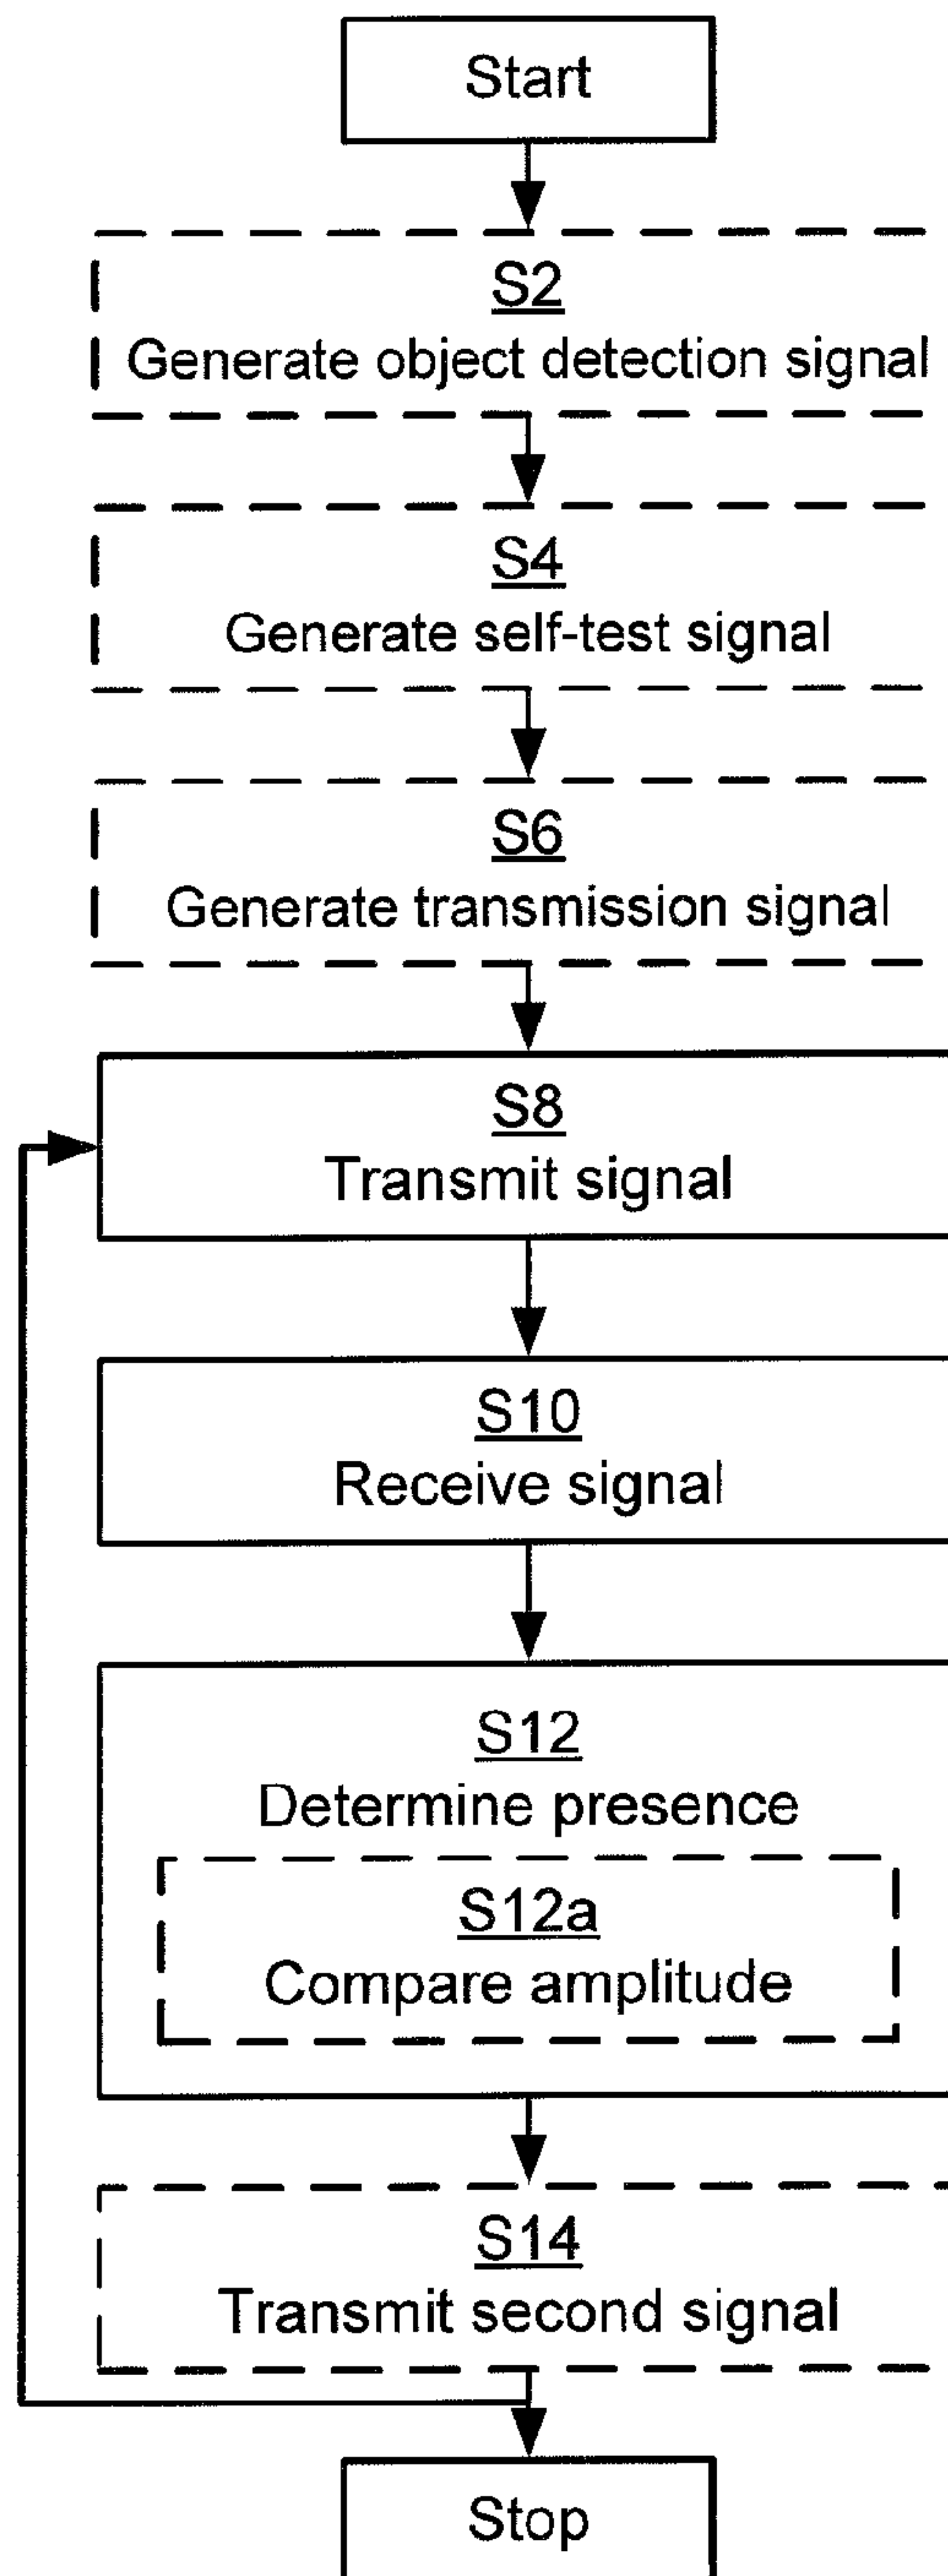 Start
S2
Generate object detection signal
S4
Generate self-test signal
S6
Generate transmission signal
S8
Transmit signal
S10
Receive signal
S12
Determine presence
S12a
Compare amplitude
S14
Transmit second signal
Stop